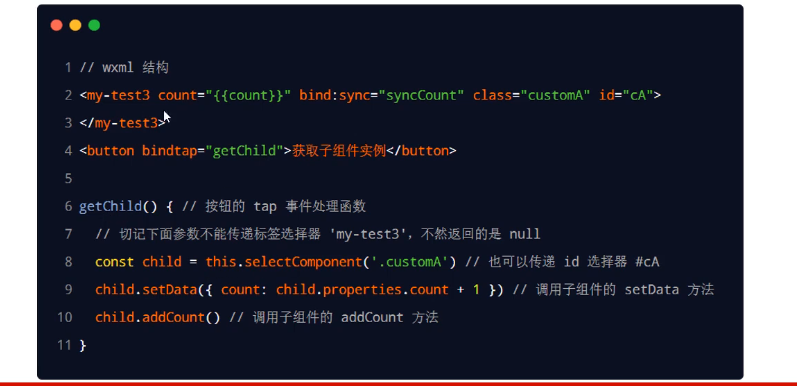 1 // wxml 结构
2 <my-test3 count="{{count}}" bind:sync="syncCount" class="customA" id="cA">
3 </my-test3>
4 <button bindtap="getChild">获取子组件实例</button>
5
6 getChild() { // 按钮的 tap 事件处理函数
7 // 切记下面参数不能传递标签选择器 'my-test3'，不然返回的是 null
8 const child = this.selectComponent('.customA') // 也可以传递 id 选择器 #cA
9 child.setData({ count: child.properties.count + 1 }) // 调用子组件的 setData 方法
10 child.addCount() // 调用子组件的 addCount 方法
11 }